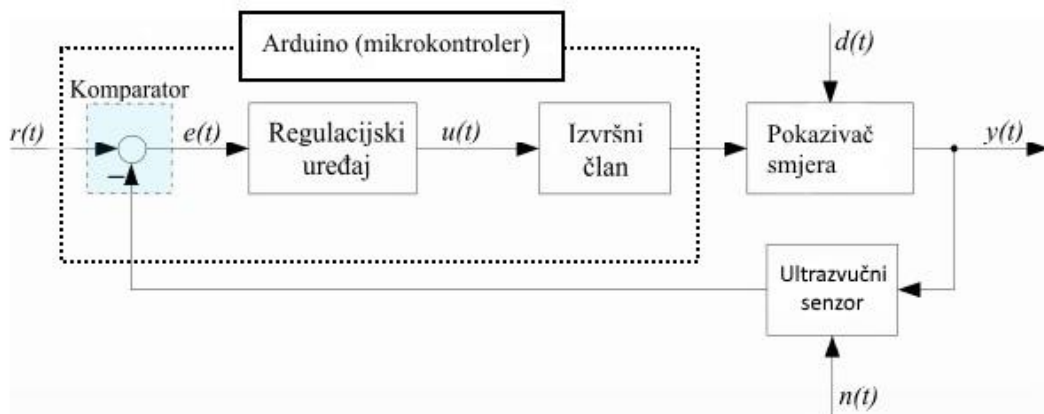 Arduino (mikrokontroler)
Komparator
r(t)
e(t)
Regulacijski
uređaj
u(t)
Izvršni
član
d(t)
Pokazivač
smjera
y(t)
–
Ultrazvučni
senzor
n(t)